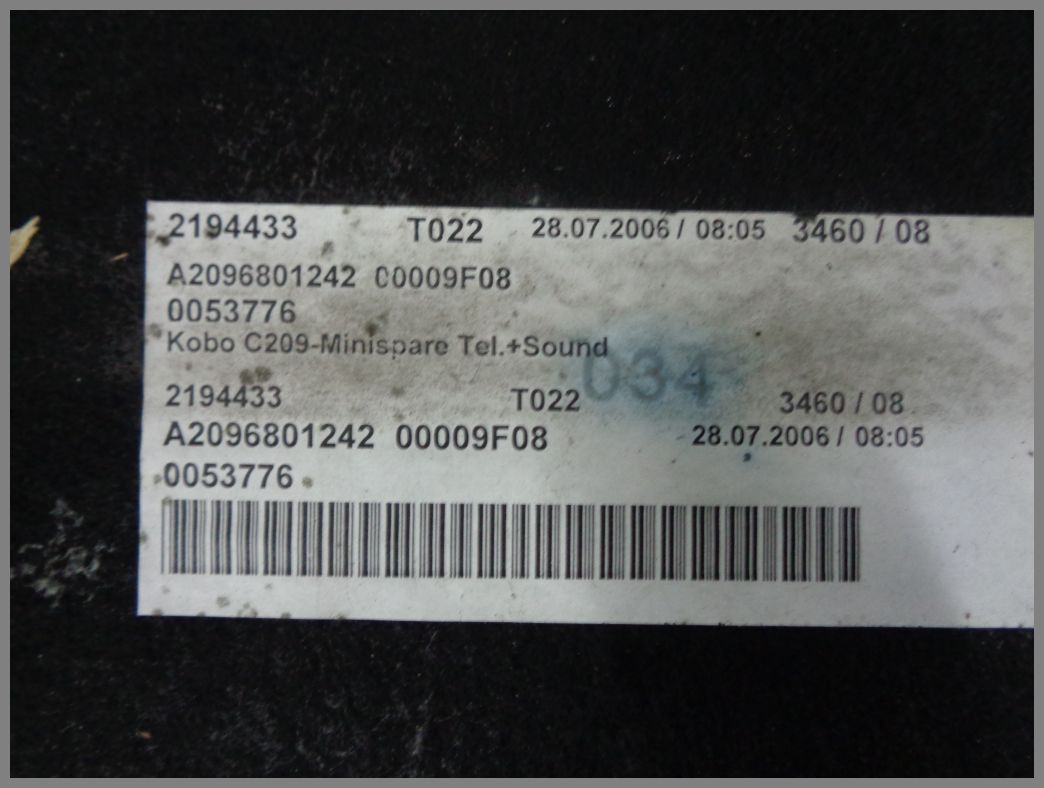 2194433 T022 28.07.2006 / 08:05 3460 / 08
A2096801242 00009F08
0053776
Kobo C209-Minispare Tel.+Sound
034
2194433 T022 3460 / 08
A2096801242 00009F08 28.07.2006 / 08:05
0053776